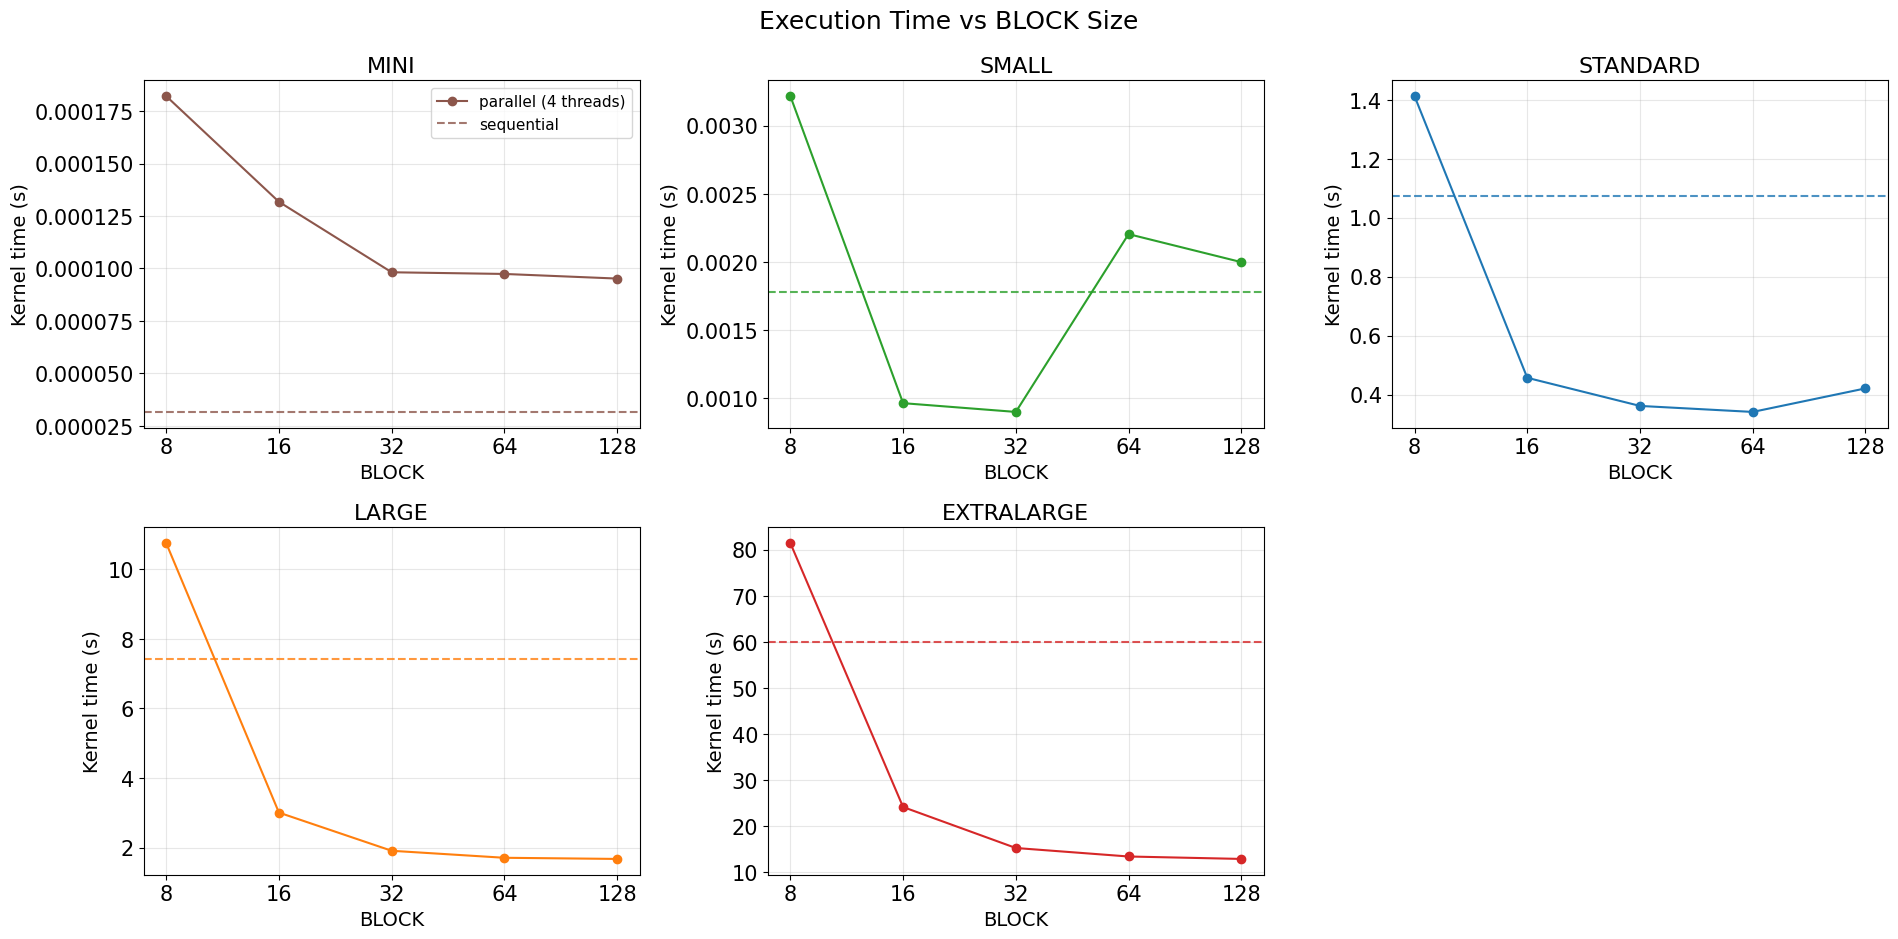 Execution Time vs BLOCK Size
MINI
Kernel time (s)
0.000175
0.000150
0.000125
0.000100
0.000075
0.000050
0.000025
parallel (4 threads)
sequential
8 16 32 64 128
BLOCK
SMALL
Kernel time (s)
0.0030
0.0025
0.0020
0.0015
0.0010
8 16 32 64 128
BLOCK
STANDARD
Kernel time (s)
1.4
1.2
1.0
0.8
0.6
0.4
8 16 32 64 128
BLOCK
LARGE
Kernel time (s)
10
8
6
4
2
8 16 32 64 128
BLOCK
EXTRALARGE
Kernel time (s)
80
70
60
50
40
30
20
10
8 16 32 64 128
BLOCK